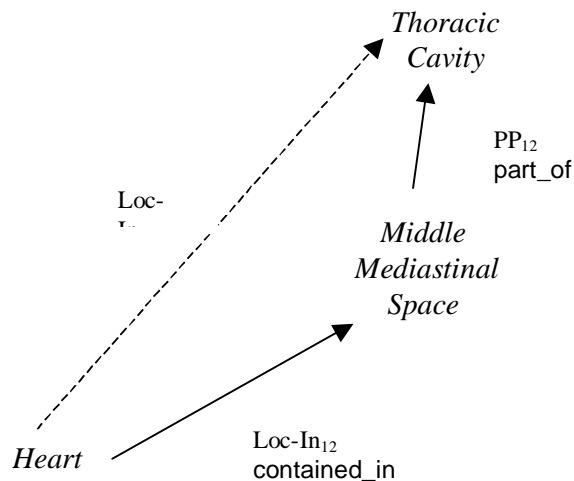 Thoracic
Cavity
PP₁₂
part_of
Loc-
Middle
Mediastinal
Space
Loc-In₁₂
contained_in
Heart